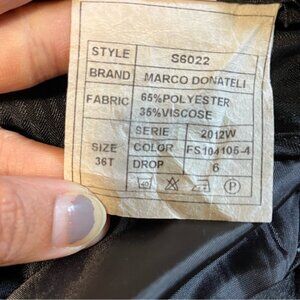 STYLE S6022
BRAND MARCO DONATELI
FABRIC 65%POLYESTER
35%VISCOSE
SERIE 2012W
SIZE COLOR FS104105-4
36T DROP 6
40 P